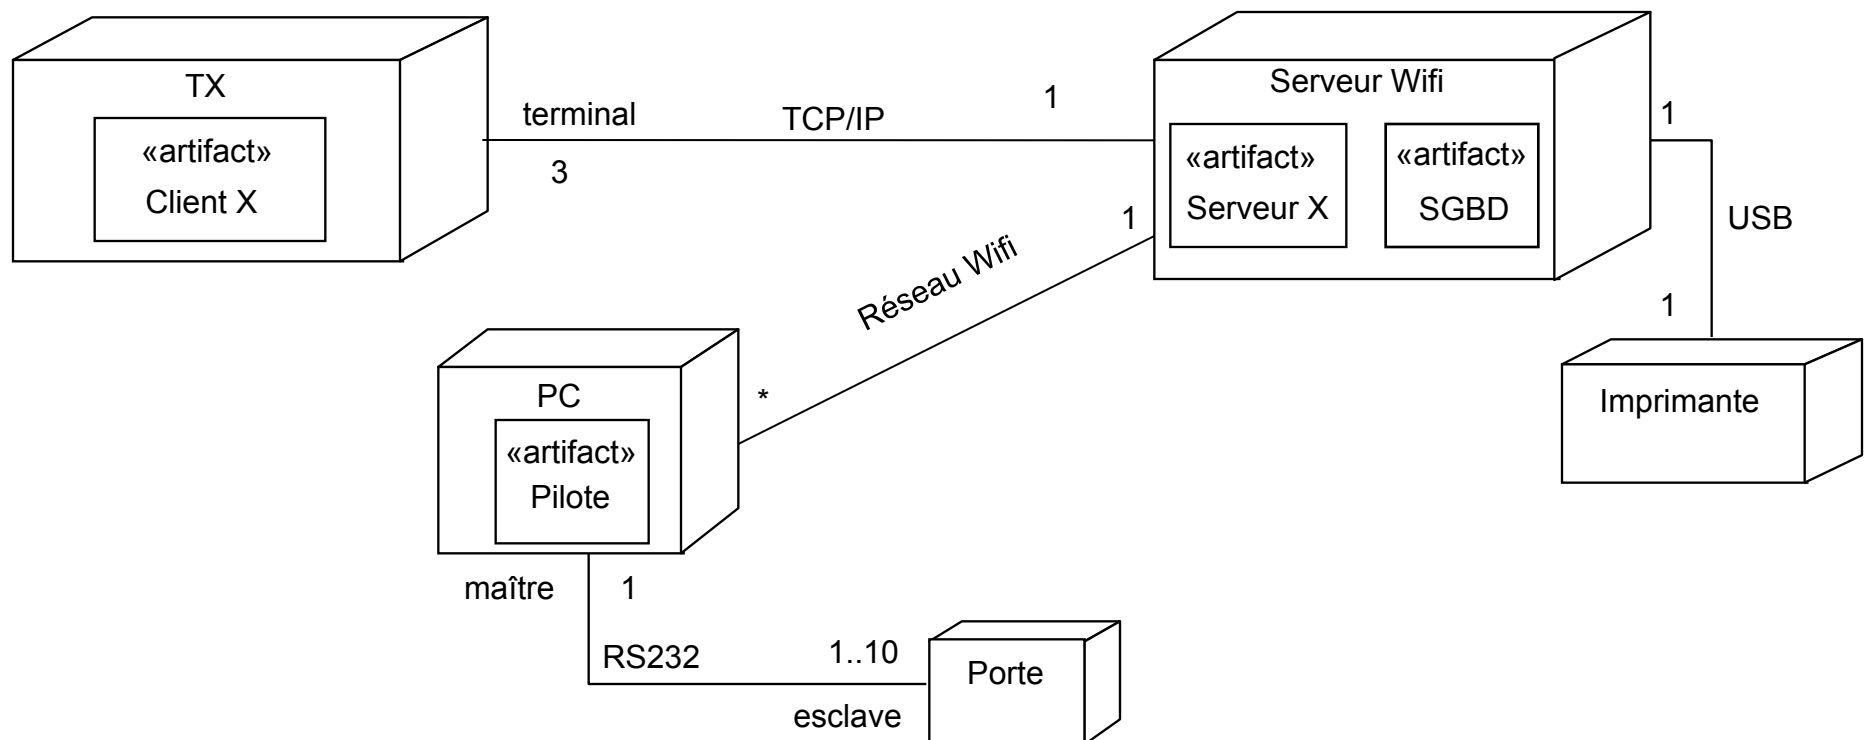 TX
«artifact»
Client X
terminal
3
TCP/IP
1
Serveur Wifi
«artifact»
Serveur X
«artifact»
SGBD
1
USB
1
Imprimante
1
Réseau Wifi
*
PC
«artifact»
Pilote
maître
1
RS232
1..10
esclave
Porte